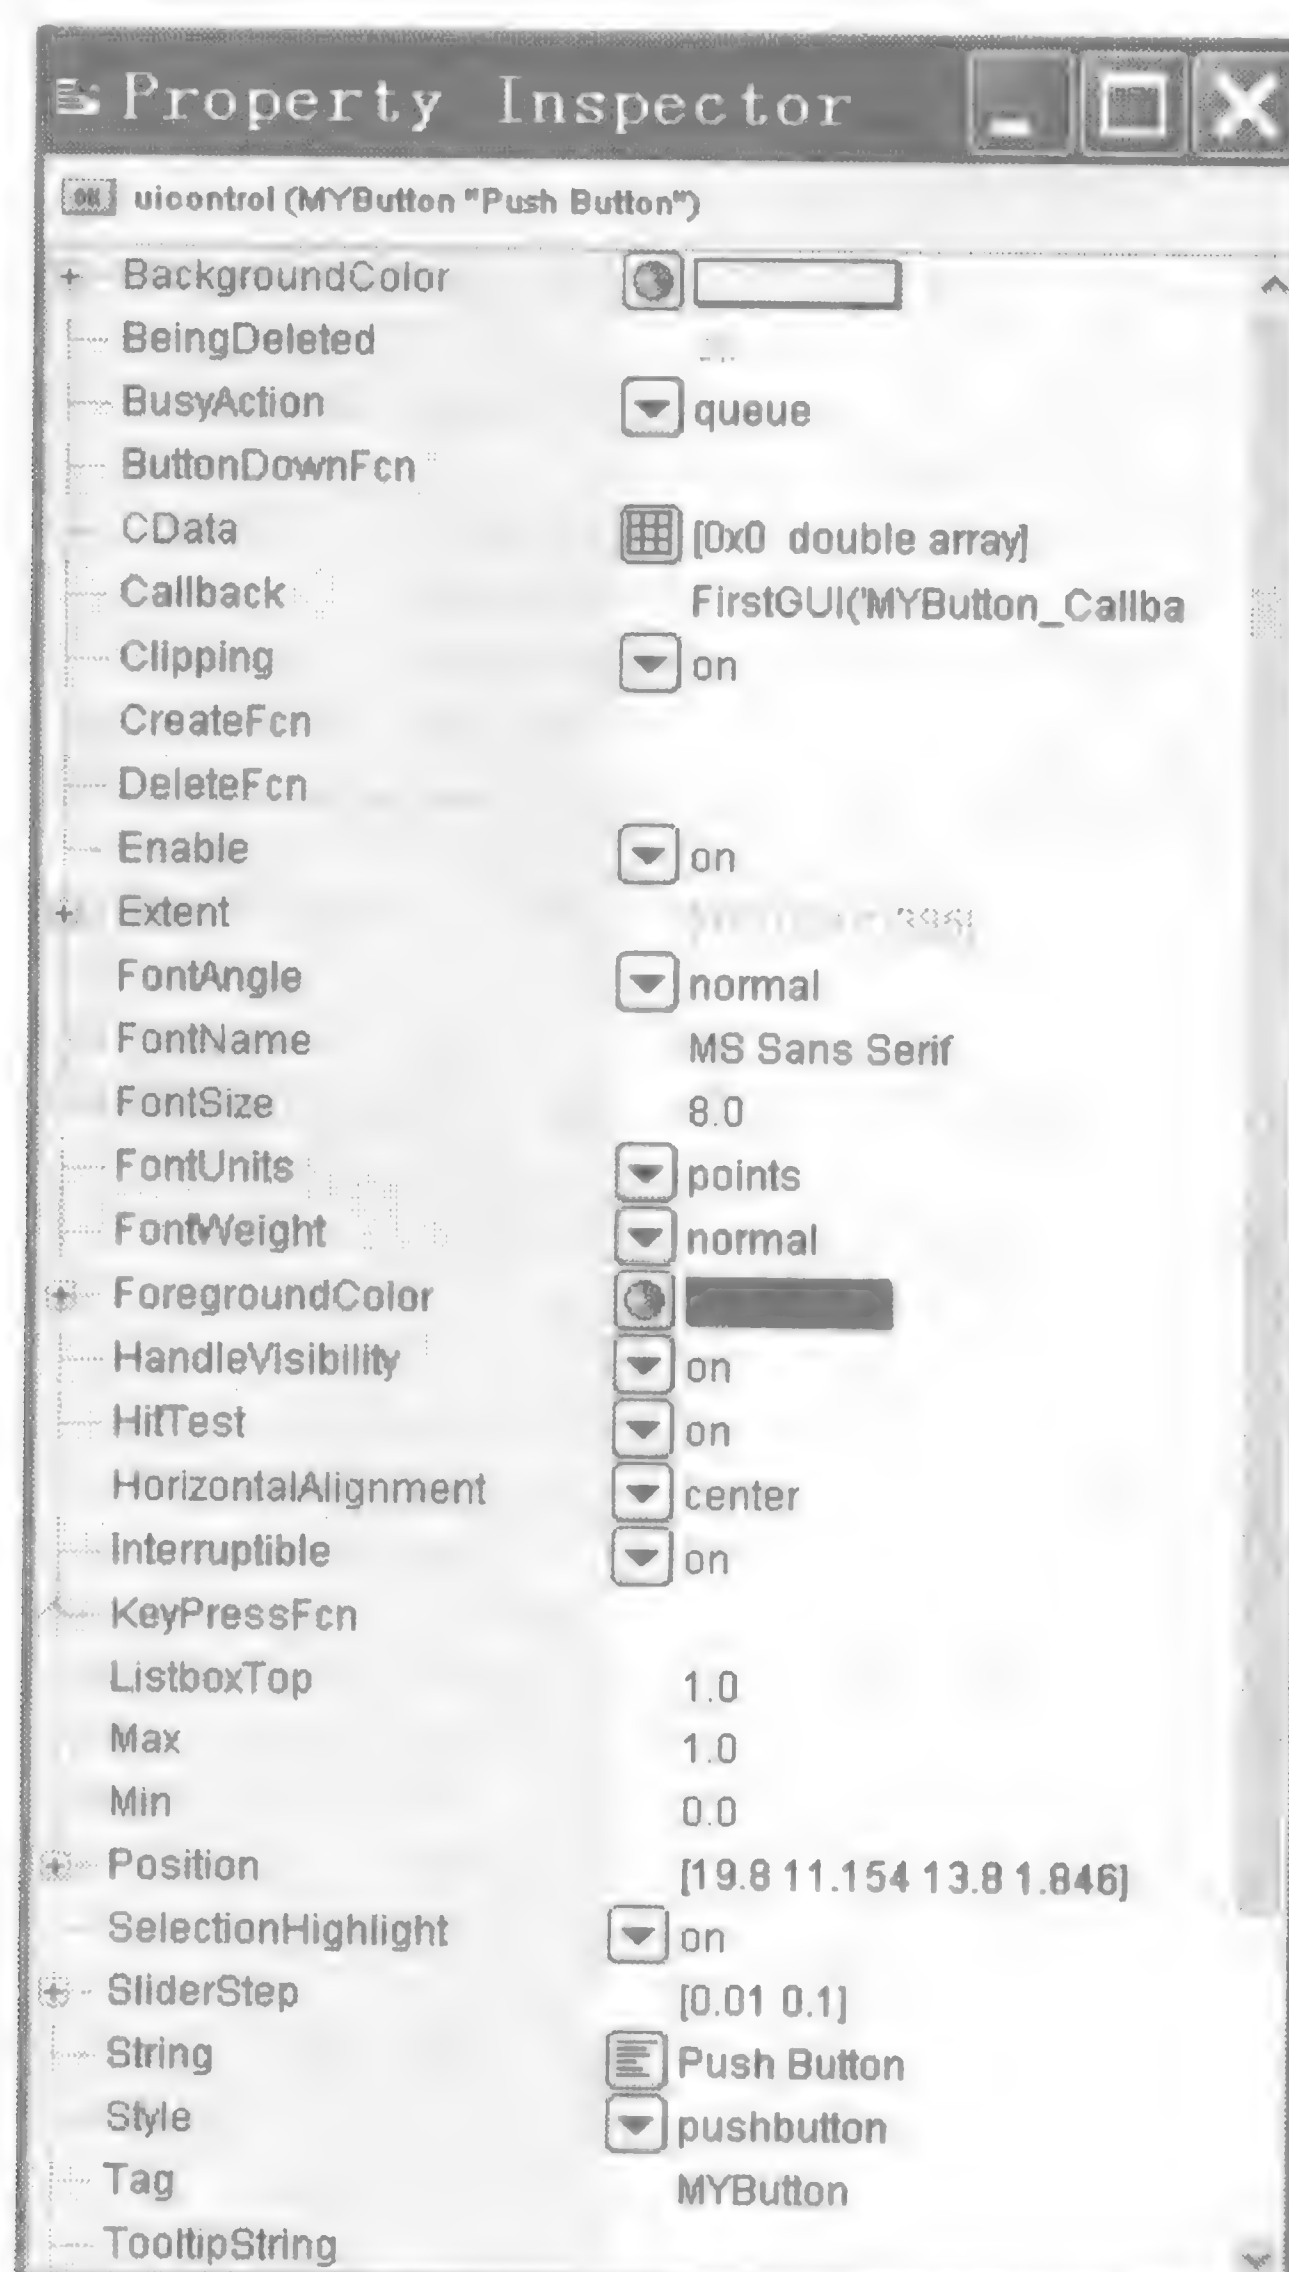 Property Inspector
uicontrol (MYButton "Push Button")
BackgroundColor
BeingDeleted
BusyAction queue
ButtonDownFcn
CData [0x0 double array]
Callback FirstGUI('MYButton_Callba
Clipping on
CreateFcn
DeleteFcn
Enable on
Extent
FontAngle normal
FontName MS Sans Serif
FontSize 8.0
FontUnits points
FontWeight normal
ForegroundColor
HandleVisibility on
HitTest on
HorizontalAlignment center
Interruptible on
KeyPressFcn
ListboxTop 1.0
Max 1.0
Min 0.0
Position [19.8 11.154 13.8 1.846]
SelectionHighlight on
SliderStep [0.01 0.1]
String Push Button
Style pushbutton
Tag MYButton
TooltipString